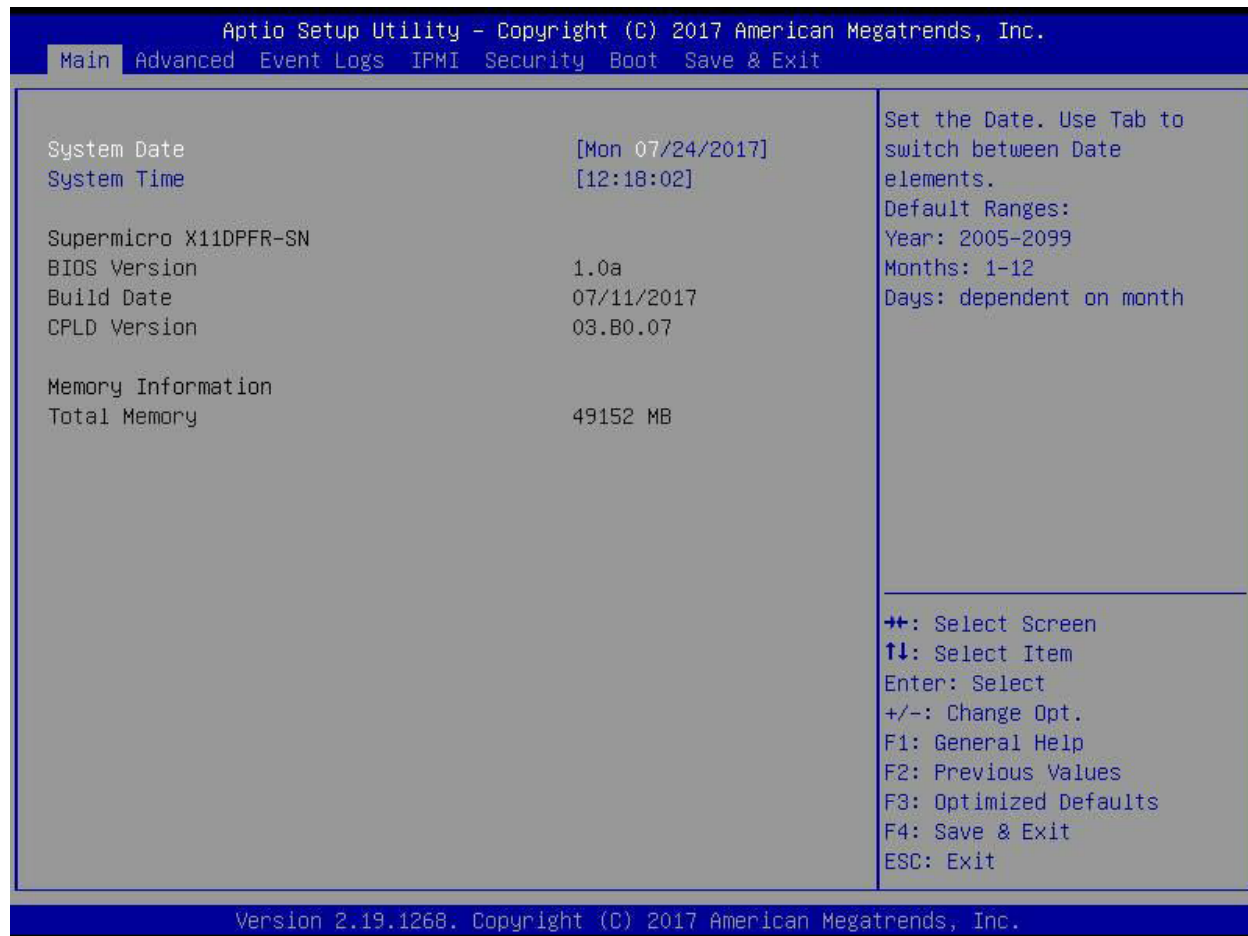 Aptio Setup Utility – Copyright (C) 2017 American Megatrends, Inc.
Main Advanced Event Logs IPMI Security Boot Save & Exit
System Date [Mon 07/24/2017]
System Time [12:18:02]
Supermicro X11DPFR-SN
BIOS Version 1.0a
Build Date 07/11/2017
CPLD Version 03.B0.07
Memory Information
Total Memory 49152 MB
Set the Date. Use Tab to
switch between Date
elements.
Default Ranges:
Year: 2005-2099
Months: 1-12
Days: dependent on month
→←: Select Screen
↑↓: Select Item
Enter: Select
+/-: Change Opt.
F1: General Help
F2: Previous Values
F3: Optimized Defaults
F4: Save & Exit
ESC: Exit
Version 2.19.1268. Copyright (C) 2017 American Megatrends, Inc.